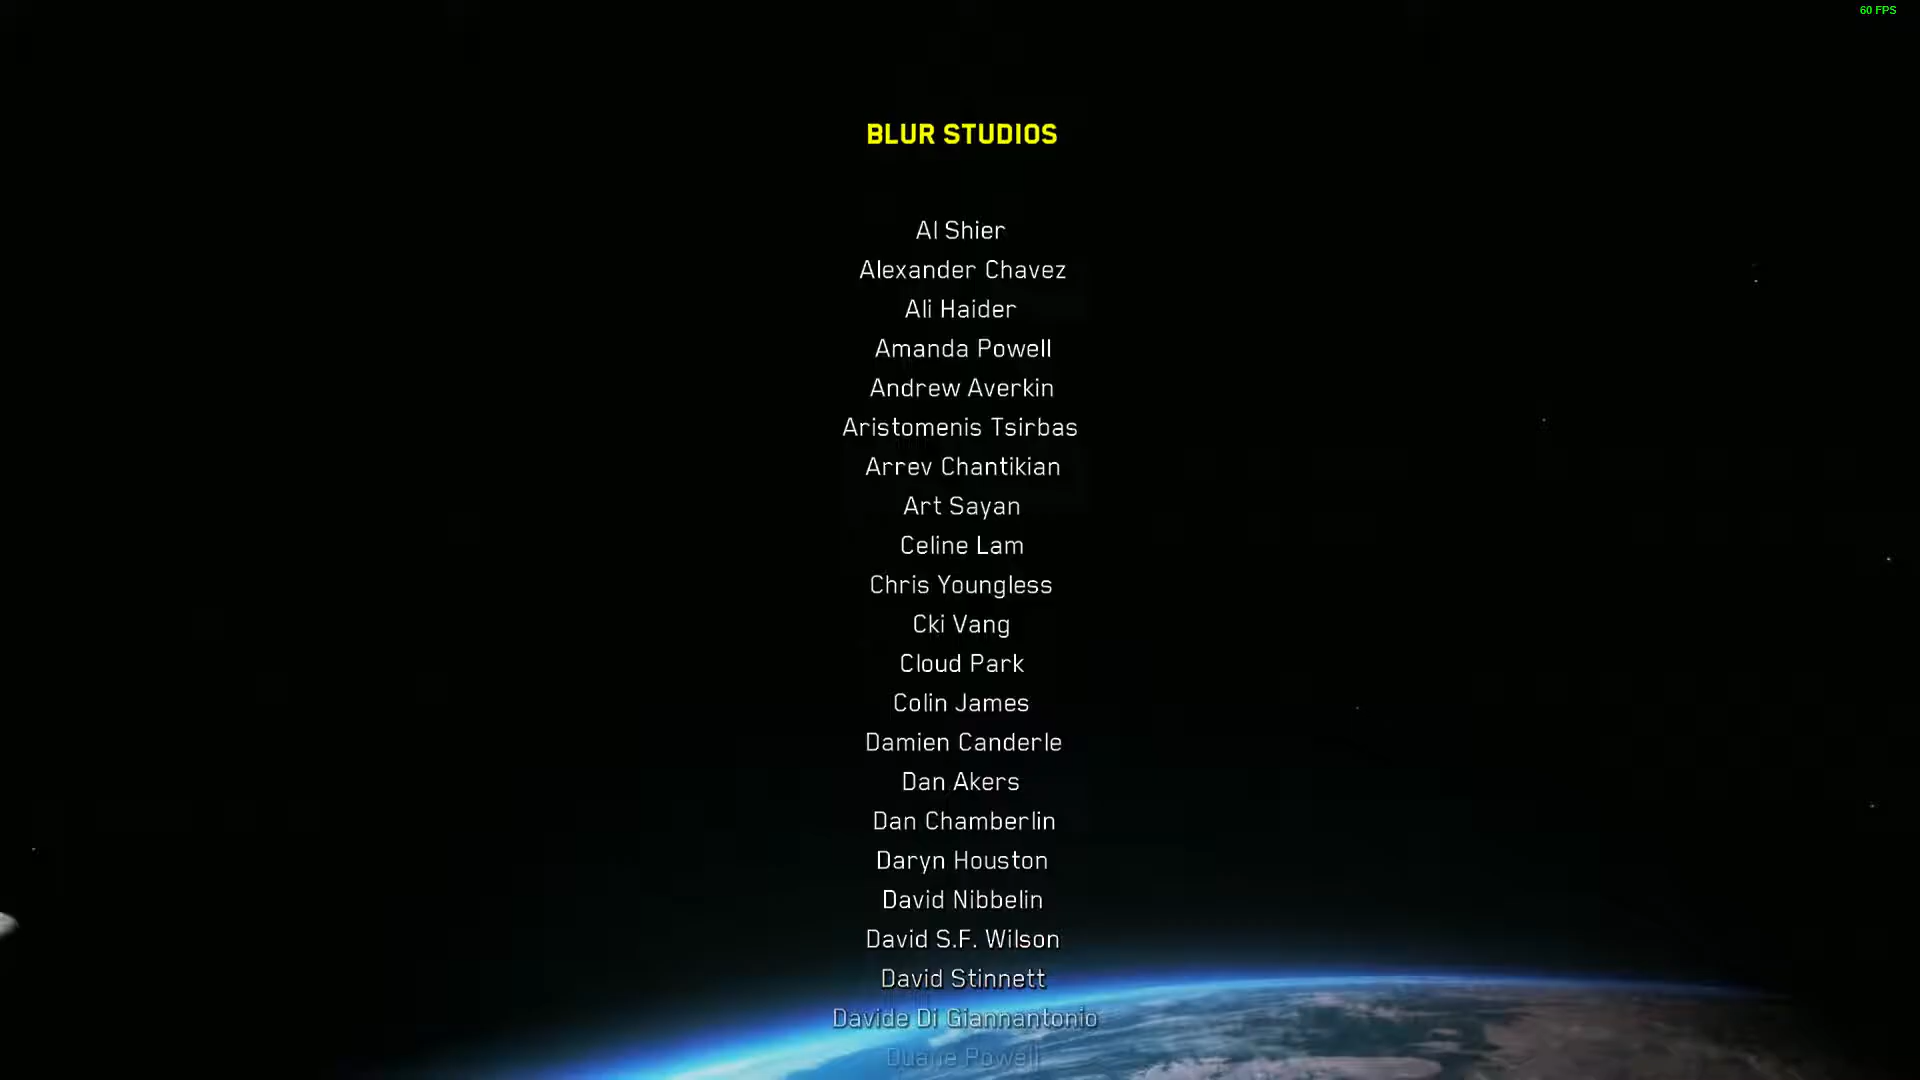 60 FPS
BLUR STUDIOS
Al Shier
Alexander Chavez
Ali Haider
Amanda Powell
Andrew Averkin
Aristomenis Tsirbas
Arrev Chantikian
Art Sayan
Celine Lam
Chris Youngless
Cki Vang
Cloud Park
Colin James
Damien Canderle
Dan Akers
Dan Chamberlin
Daryn Houston
David Nibbelin
David S.F. Wilson
David Stinnett
Davide Di Giannantonio
Duane Powell